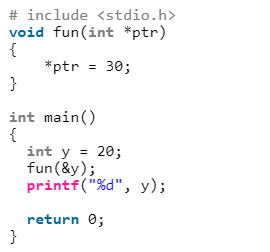 # include <stdio.h>
void fun(int *ptr)
{
    *ptr = 30;
}
int main()
{
  int y = 20;
  fun(&y);
  printf("%d", y);
  return 0;
}